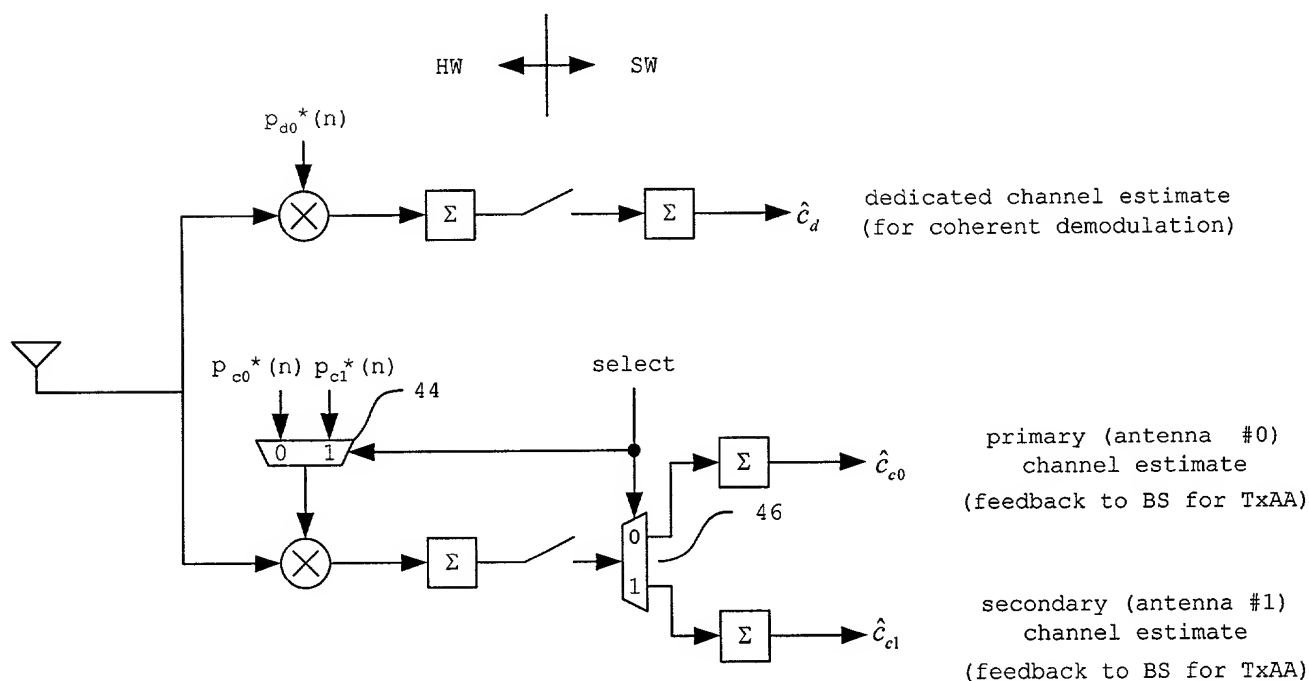 HW SW
p_d0*(n)
Σ Σ ĉ_d
dedicated channel estimate
(for coherent demodulation)
p_c0*(n) p_c1*(n)
44
select
0 1
Σ ĉ_c0
primary (antenna #0)
channel estimate
(feedback to BS for TxAA)
46
Σ
0
1
Σ ĉ_c1
secondary (antenna #1)
channel estimate
(feedback to BS for TxAA)